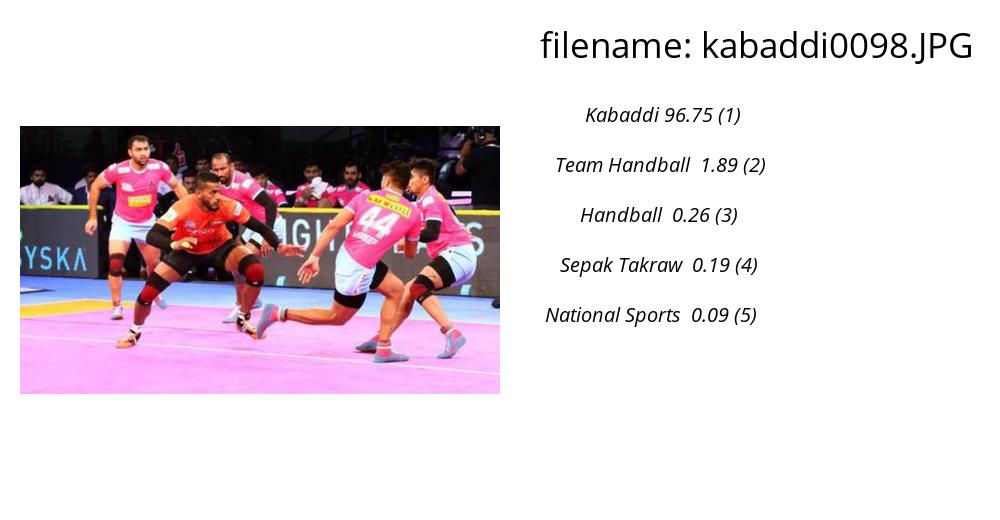 filename: kabaddi0098.JPG
Kabaddi 96.75 (1)
Team Handball 1.89 (2)
Handball 0.26 (3)
Sepak Takraw 0.19 (4)
National Sports 0.09 (5)
SYSKA
44